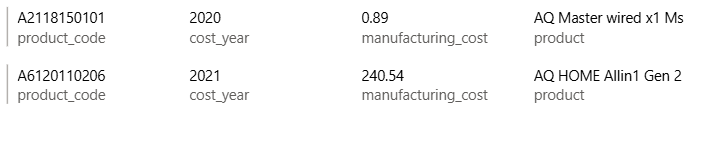 A2118150101 2020 0.89 AQ Master wired x1 Ms
product_code cost_year manufacturing_cost product
A6120110206 2021 240.54 AQ HOME Allin1 Gen 2
product_code cost_year manufacturing_cost product